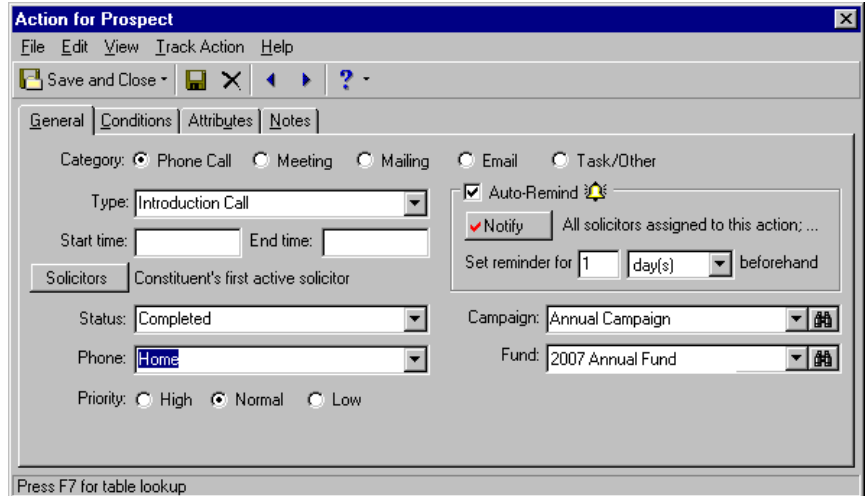 Action for Prospect
File Edit View Track Action Help
Save and Close ?
General Conditions Attributes Notes
Category: Phone Call Meeting Mailing Email Task/Other
Type: Introduction Call
Auto-Remind
Notify All solicitors assigned to this action; ...
Start time: End time:
Set reminder for 1 day(s) beforehand
Solicitors Constituent's first active solicitor
Status: Completed
Campaign: Annual Campaign
Phone: Home
Fund: 2007 Annual Fund
Priority: High Normal Low
Press F7 for table lookup